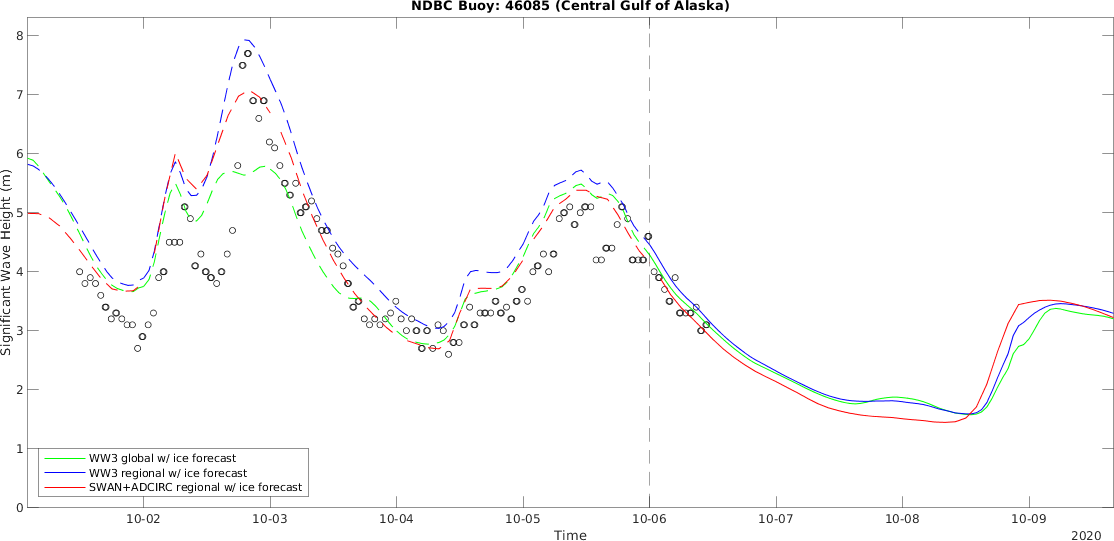 NDBC Buoy: 46085 (Central Gulf of Alaska)
Significant Wave Height (m)
8
7
6
5
4
3
2
1
0
WW3 global w/ ice forecast
WW3 regional w/ ice forecast
SWAN+ADCIRC regional w/ ice forecast
10-02 10-03 10-04 10-05 10-06 10-07 10-08 10-09
Time
2020